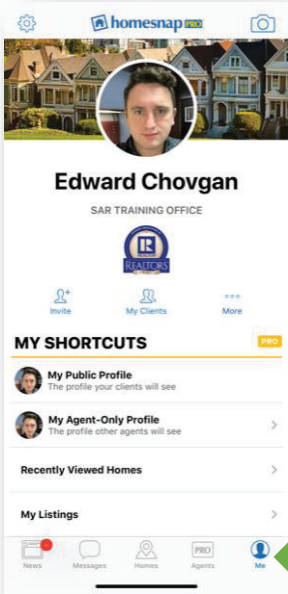 homesnap PRO
Edward Chovgan
SAR TRAINING OFFICE
R
REALTORS
Invite
My Clients
More
MY SHORTCUTS
PRO
My Public Profile
The profile your clients will see
My Agent-Only Profile
The profile other agents will see
Recently Viewed Homes
My Listings
PRO
News
Messages
Homes
Agents
Me